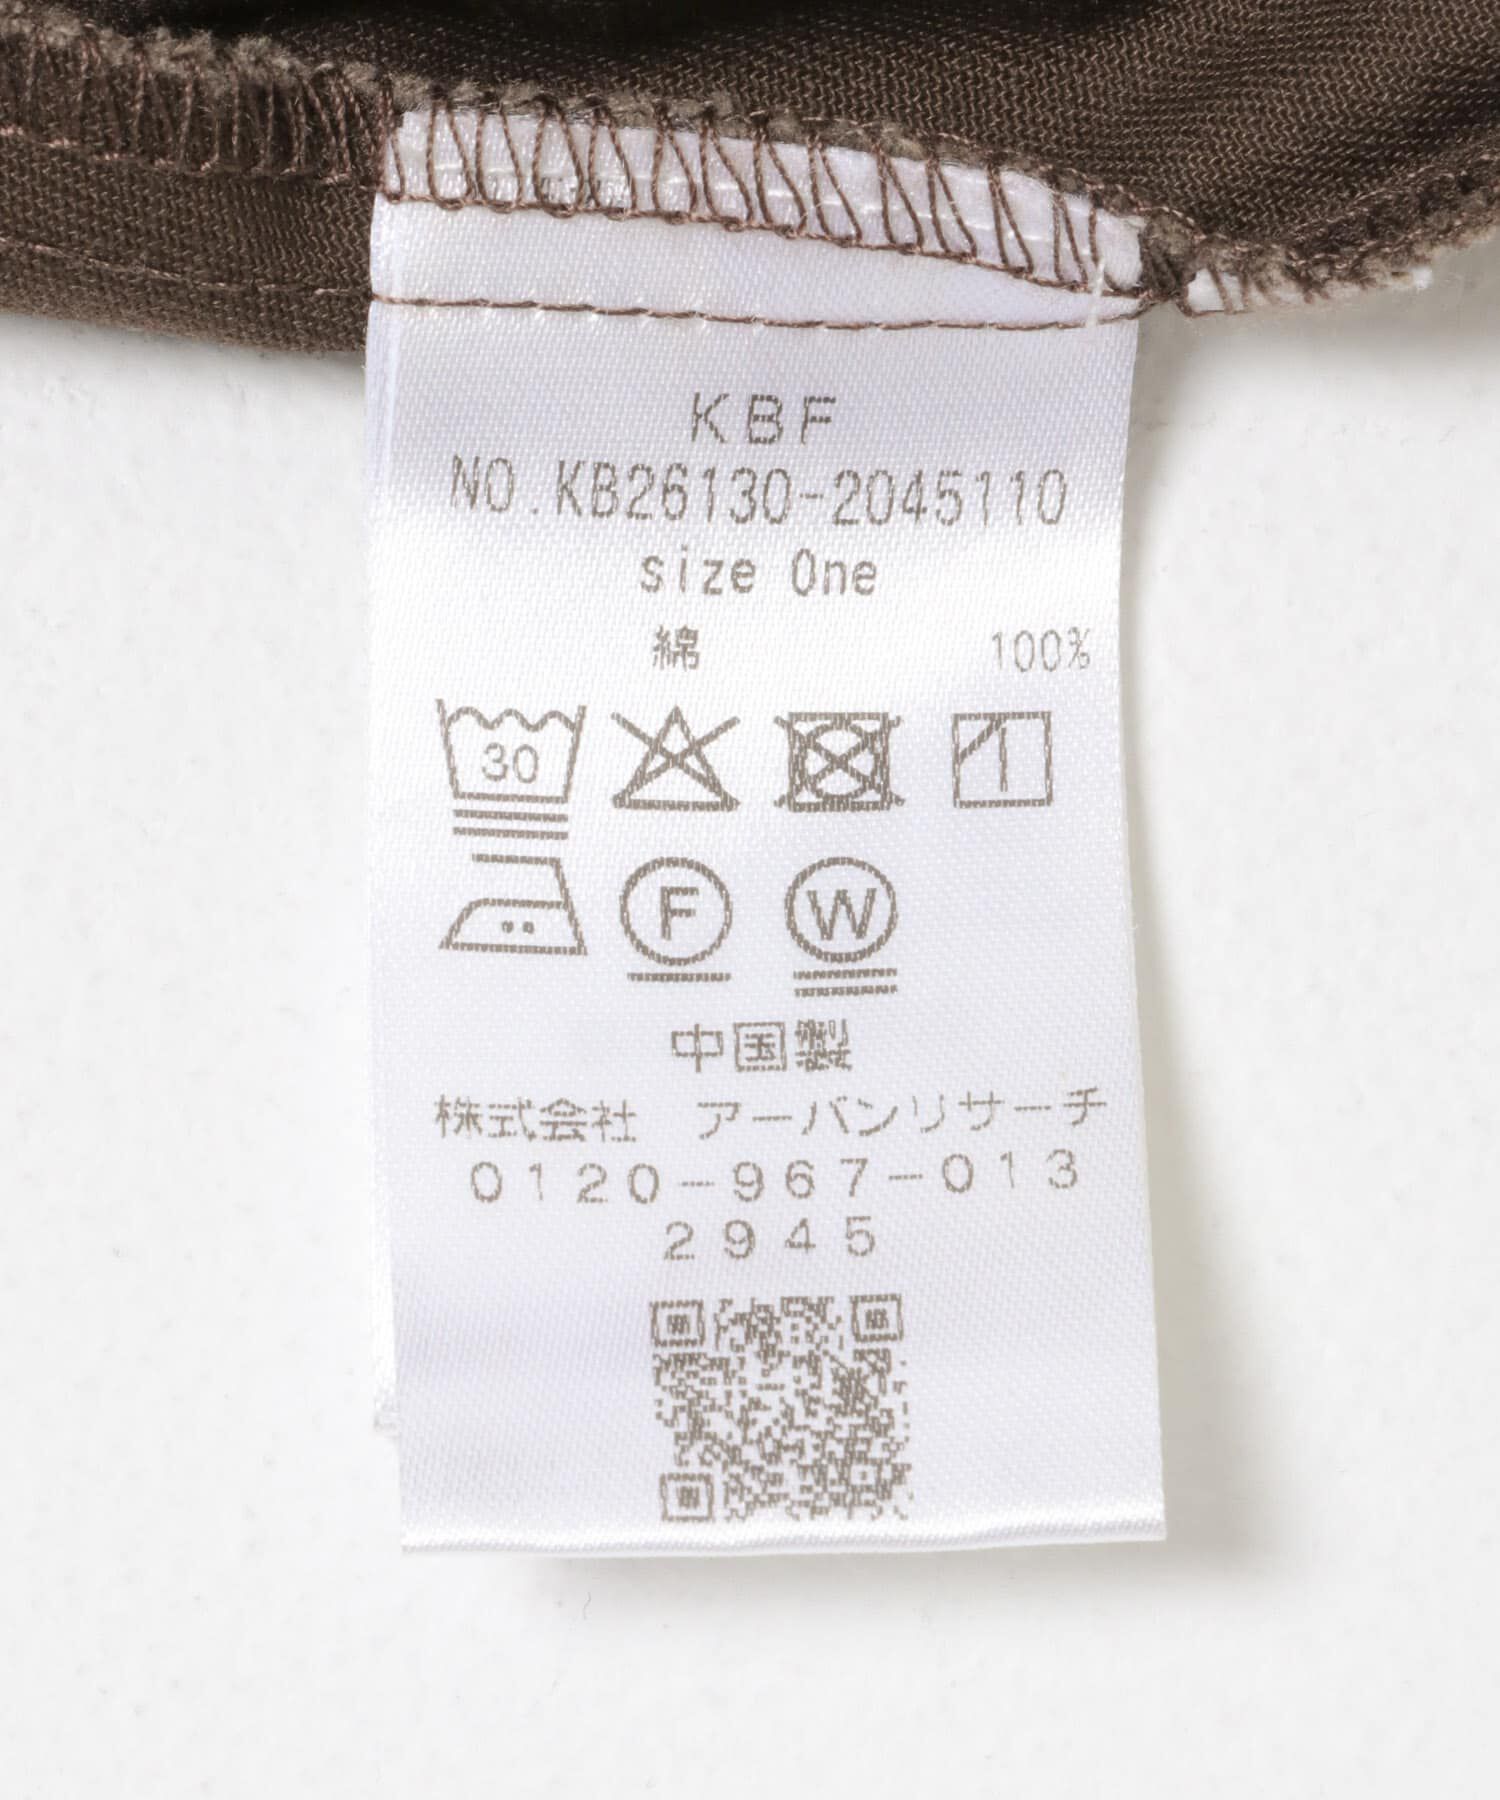 KBF
NO.KB26130-2045110
size One
綿 100%
30
F W
中国製
株式会社 アーバンリサーチ
0120-967-013
2945